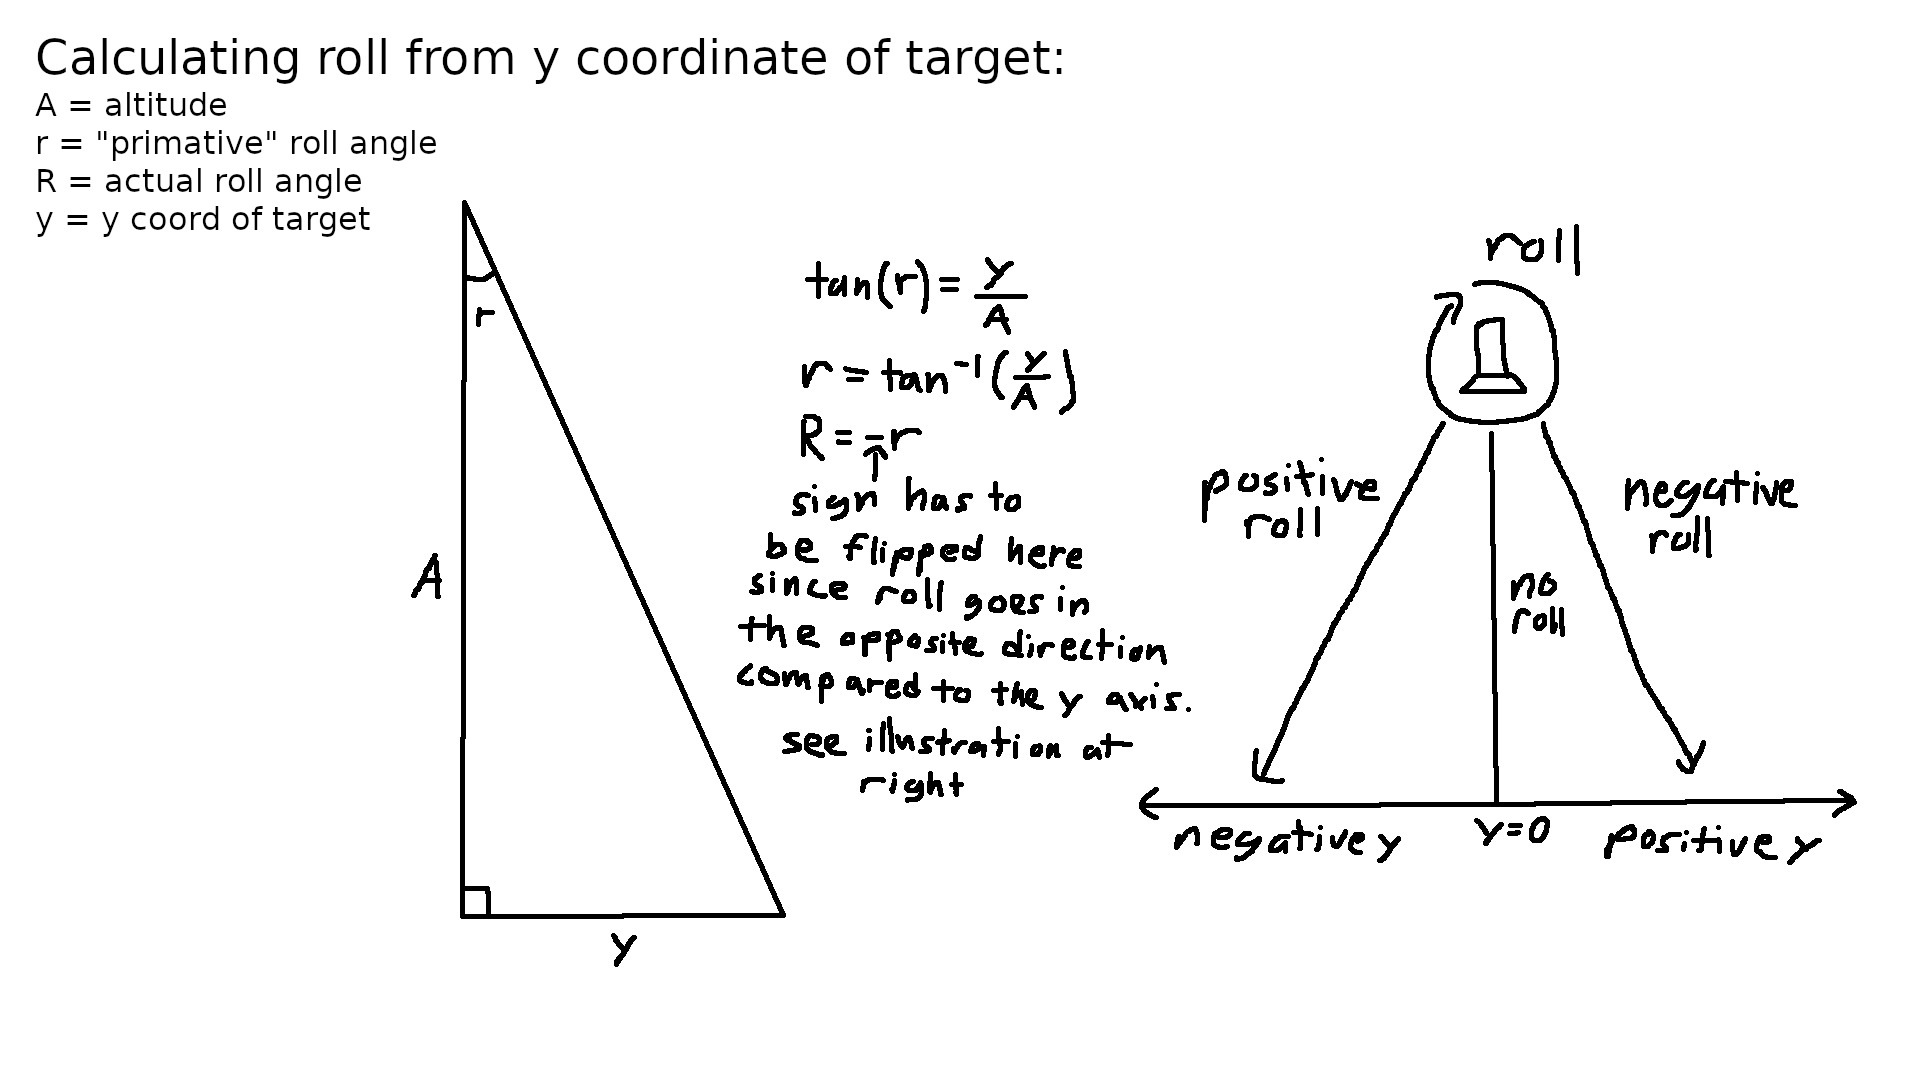 Calculating roll from y coordinate of target:
A = altitude
r = "primative" roll angle
R = actual roll angle
y = y coord of target
r
A
y
tan(r) = y/A
r = tan⁻¹(y/A)
R = -r
sign has to
be flipped here
since roll goes in
the opposite direction
compared to the y axis.
see illustration at
right
roll
positive
roll
negative
roll
no
roll
negative y
y=0
positive y